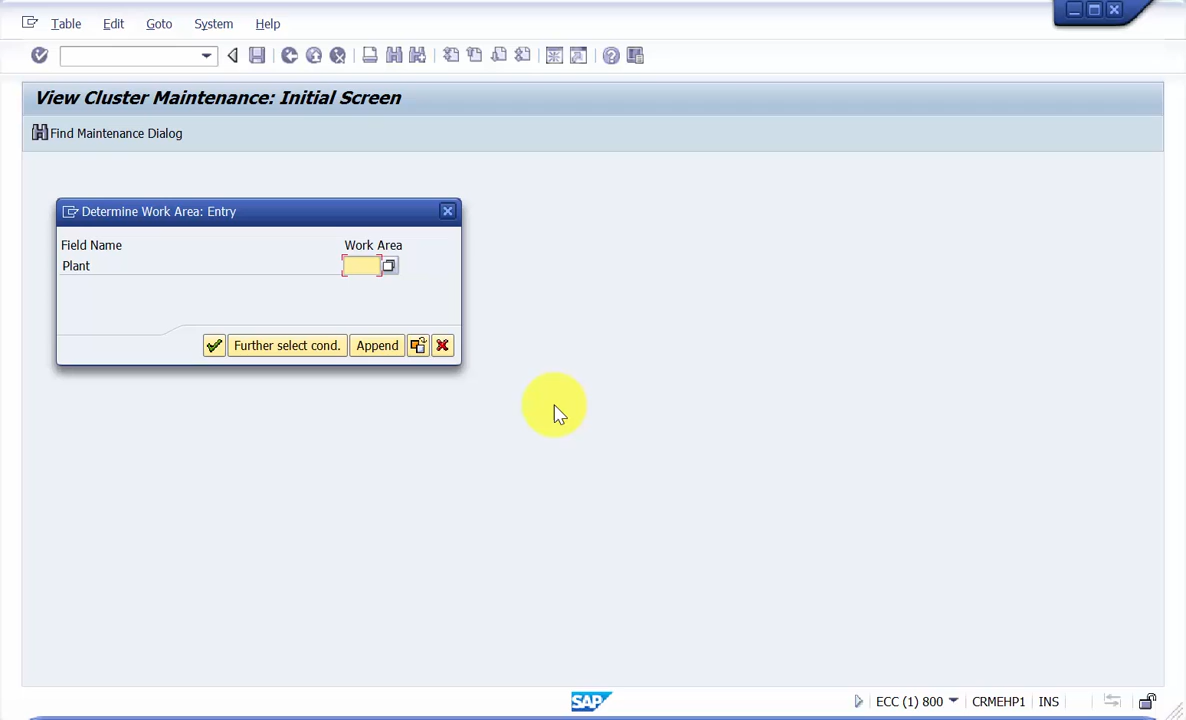 Table Edit Goto System Help
View Cluster Maintenance: Initial Screen
Find Maintenance Dialog
Determine Work Area: Entry
Field Name Work Area
Plant
Further select cond. Append
SAP ECC (1) 800 CRMEHP1 INS